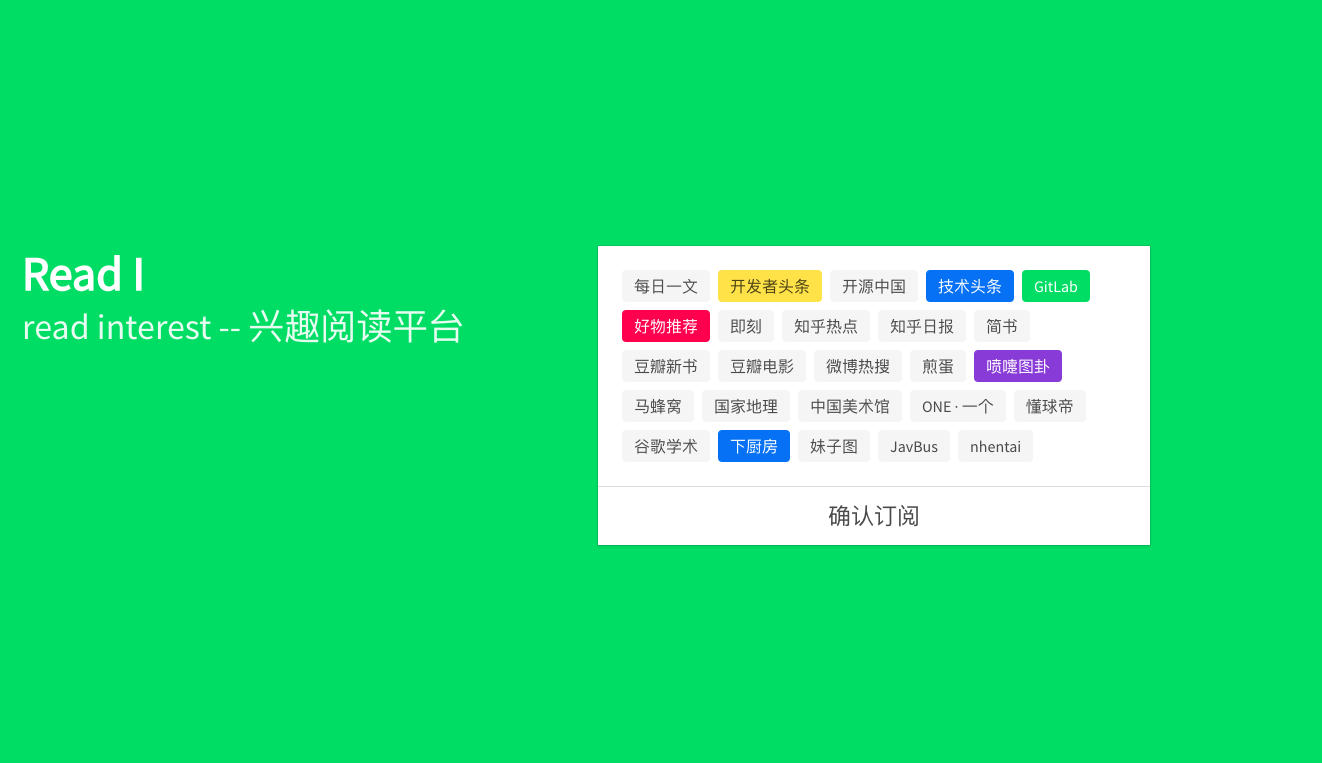 Read I
read interest -- 兴趣阅读平台
每日一文 开发者头条 开源中国 技术头条 GitLab
好物推荐 即刻 知乎热点 知乎日报 简书
豆瓣新书 豆瓣电影 微博热搜 煎蛋 喷嚏图卦
马蜂窝 国家地理 中国美术馆 ONE · 一个 懂球帝
谷歌学术 下厨房 妹子图 JavBus nhentai
确认订阅